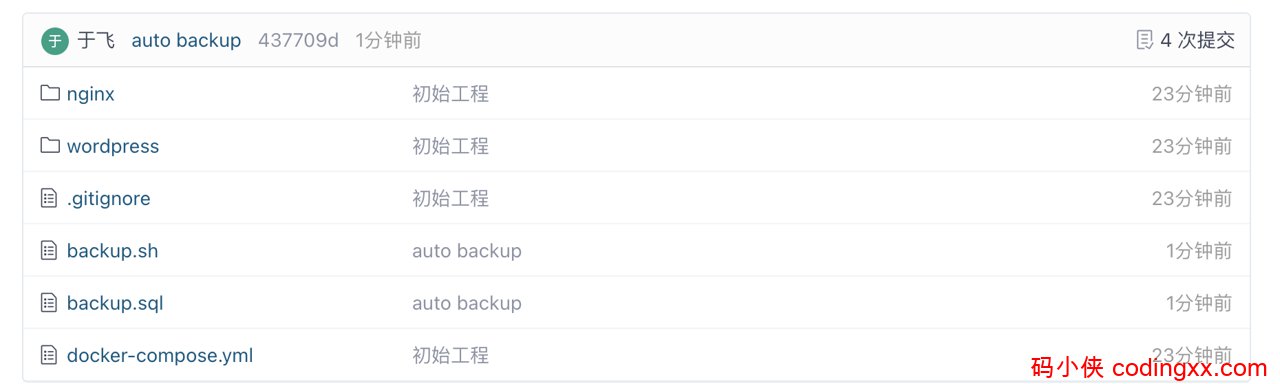 于 于飞 auto backup 437709d 1分钟前 4 次提交
nginx 初始工程 23分钟前
wordpress 初始工程 23分钟前
.gitignore 初始工程 23分钟前
backup.sh auto backup 1分钟前
backup.sql auto backup 1分钟前
docker-compose.yml 初始工程 23分钟前
码小侠 codingxx.com